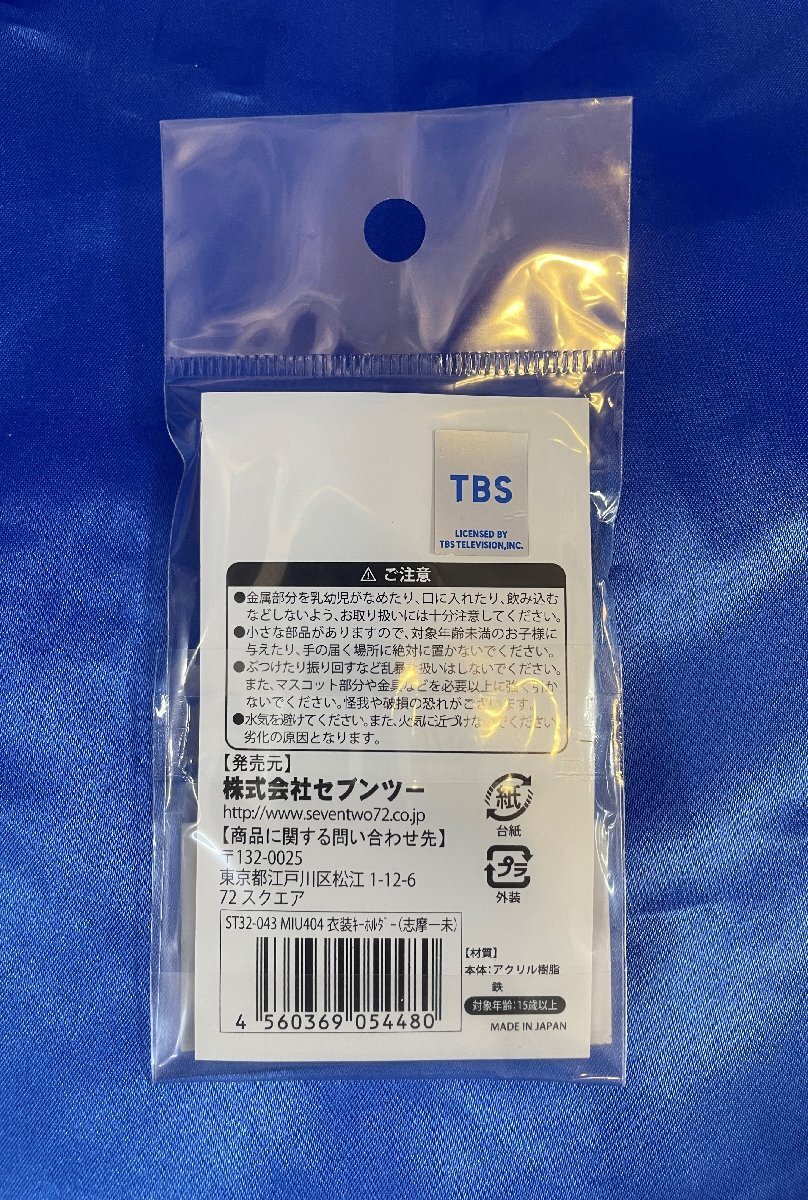 TBS
LICENSED BY
TBS TELEVISION, INC.
⚠ ご注意
●金属部分を乳幼児がなめたり、口に入れたり、飲み込む
などしないよう、お取り扱いには十分注意してください。
●小さな部品がありますので、対象年齢未満のお子様に
与えたり、手の届く場所に絶対に置かないでください。
●ぶつけたり振り回すなど乱暴な扱いはしないでください。
また、マスコット部分や金具などを必要以上に強く引か
ないでください。怪我や破損の恐れがございます。
●水気を避けてください。また、火気に近づけないでください
劣化の原因となります。
【発売元】
株式会社セブンツー
http://www.seventwo72.co.jp
【商品に関する問い合わせ先】
〒132-0025
東京都江戸川区松江 1-12-6
72 スクエア
紙
台紙
プラ
外装
ST32-043 MIU404 衣装ｷｰﾎﾙﾀﾞｰ(志摩一未)
4 560369 054480
【材質】
本体：アクリル樹脂
鉄
対象年齢：15歳以上
MADE IN JAPAN